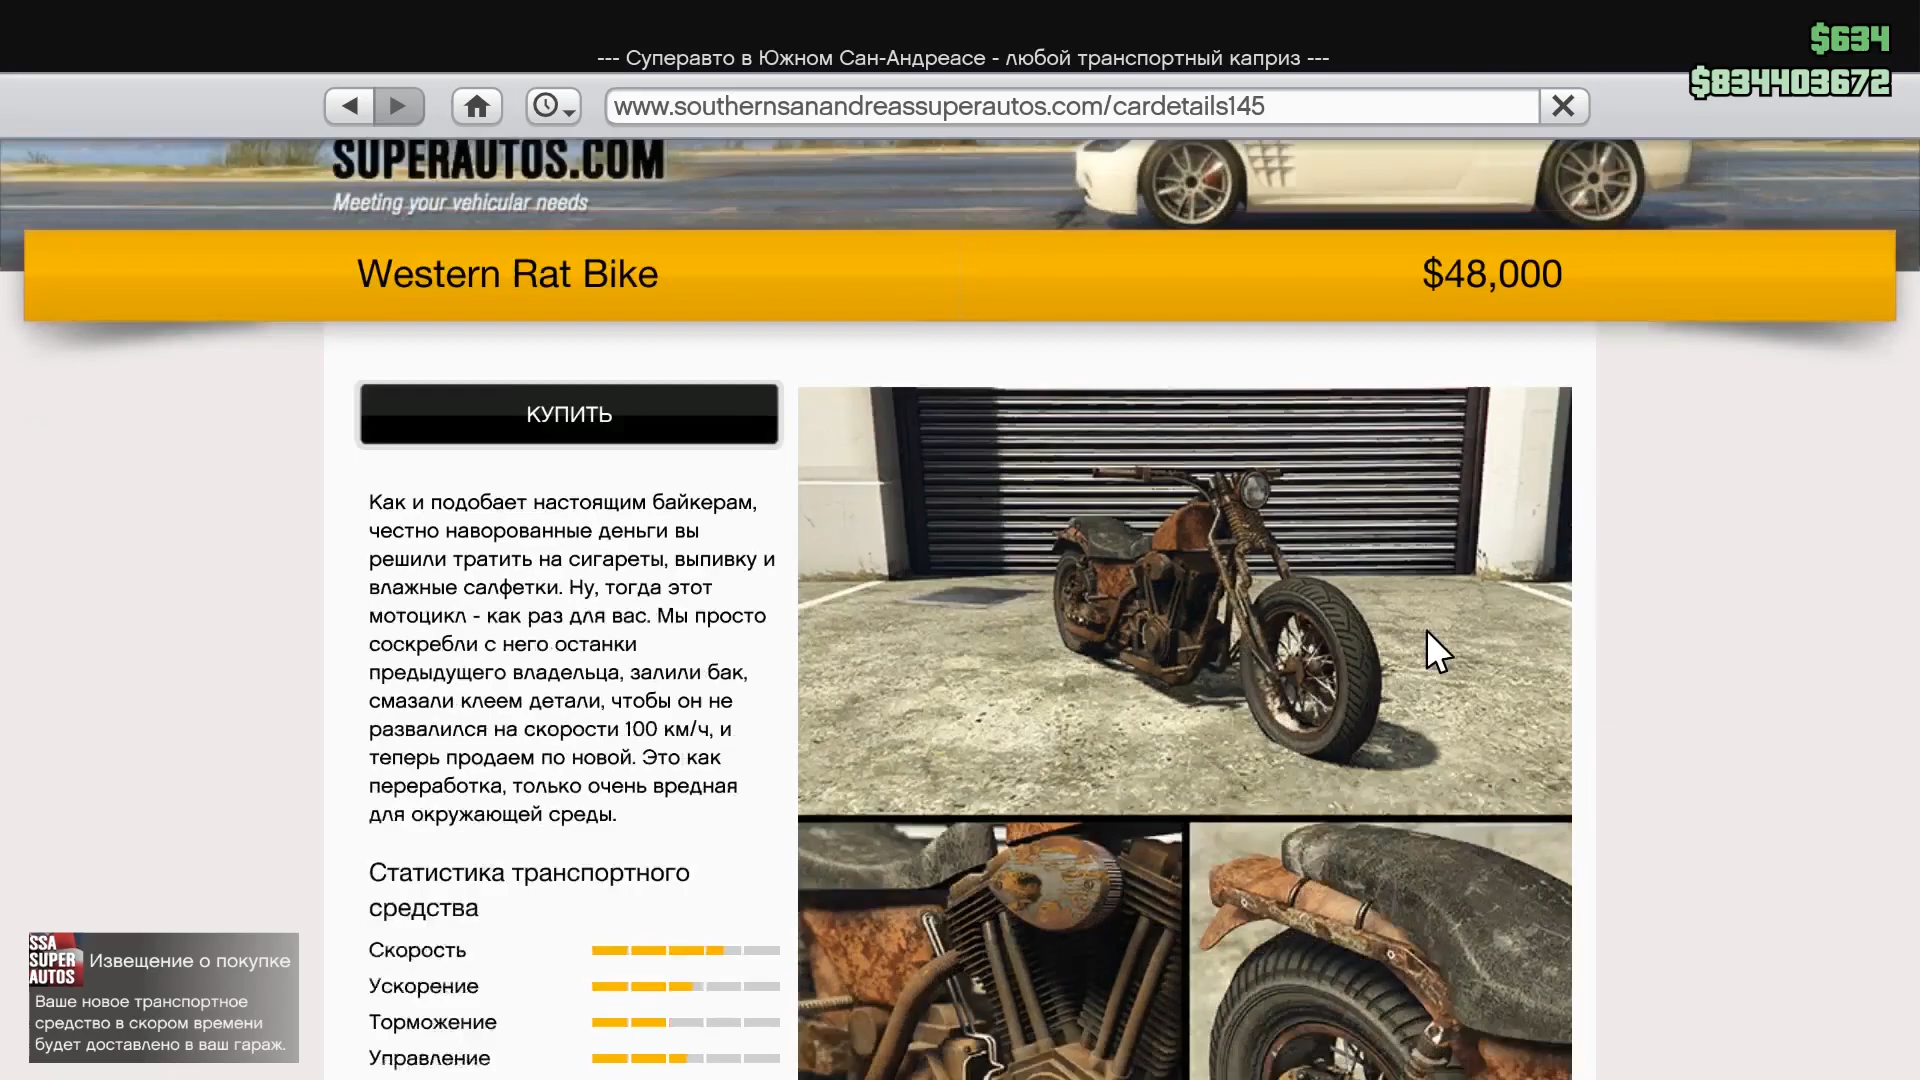 $634
--- Суперавто в Южном Сан-Андреасе - любой транспортный каприз ---
$834403672
www.southernsanandreassuperautos.com/cardetails145
SUPERAUTOS.COM
Meeting your vehicular needs
Western Rat Bike
$48,000
КУПИТЬ
Как и подобает настоящим байкерам,
честно наворованные деньги вы
решили тратить на сигареты, выпивку и
влажные салфетки. Ну, тогда этот
мотоцикл - как раз для вас. Мы просто
соскребли с него останки
предыдущего владельца, залили бак,
смазали клеем детали, чтобы он не
развалился на скорости 100 км/ч, и
теперь продаем по новой. Это как
переработка, только очень вредная
для окружающей среды.
Статистика транспортного
средства
Скорость
Ускорение
Торможение
Управление
SSA
SUPER
AUTOS
Извещение о покупке
Ваше новое транспортное
средство в скором времени
будет доставлено в ваш гараж.